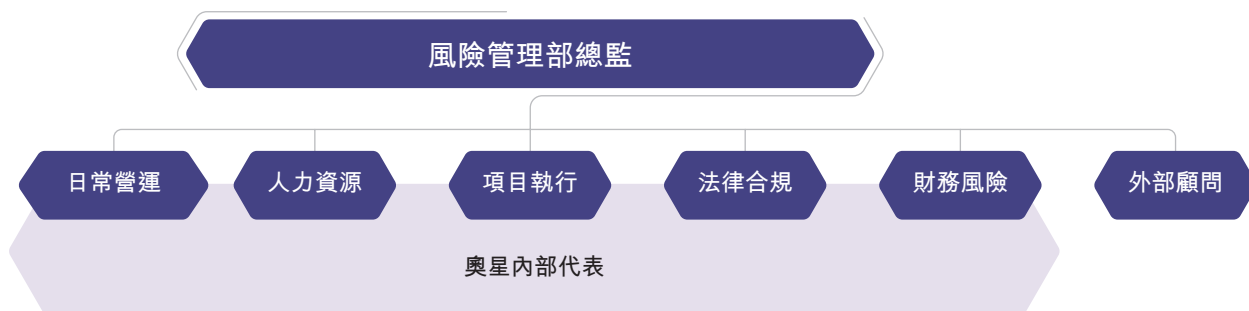 風險管理部總監
日常營運
人力資源
項目執行
法律合規
財務風險
外部顧問
奧星內部代表